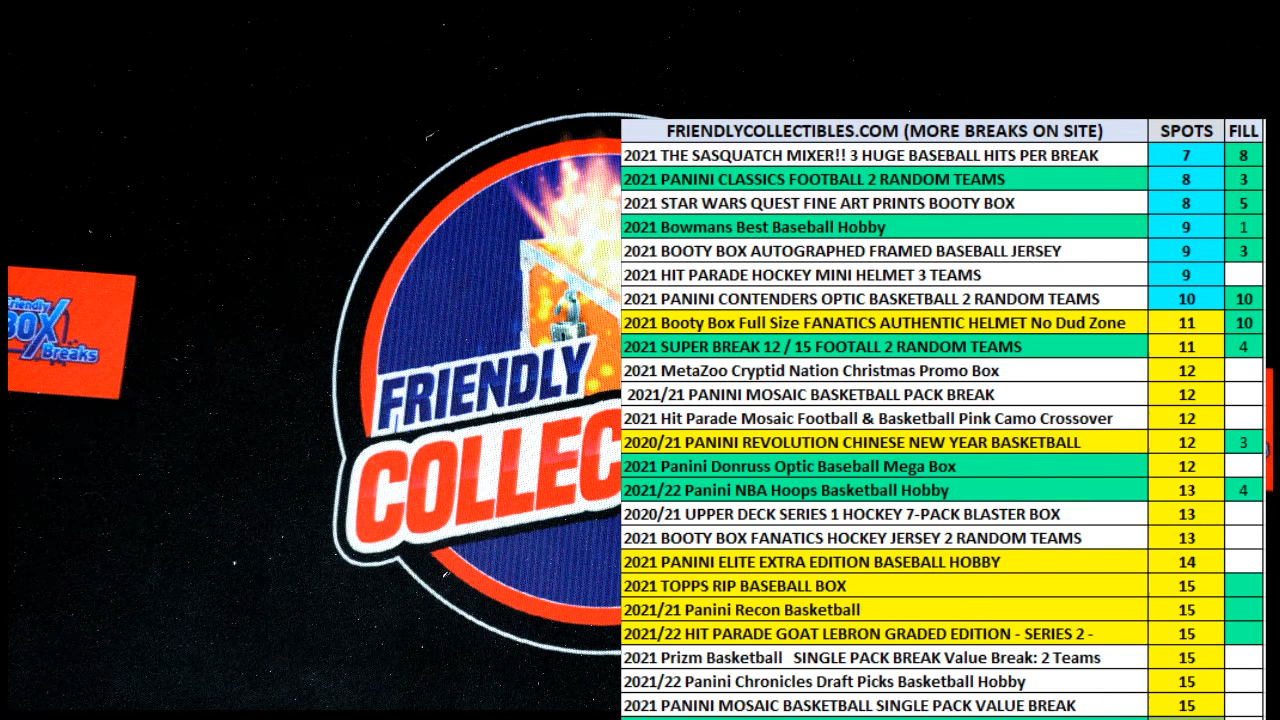 Friendly
BOX
Breaks
FRIENDLY
COLLEC
FRIENDLYCOLLECTIBLES.COM (MORE BREAKS ON SITE) SPOTS FILL
2021 THE SASQUATCH MIXER!! 3 HUGE BASEBALL HITS PER BREAK 7 8
2021 PANINI CLASSICS FOOTBALL 2 RANDOM TEAMS 8 3
2021 STAR WARS QUEST FINE ART PRINTS BOOTY BOX 8 5
2021 Bowmans Best Baseball Hobby 9 1
2021 BOOTY BOX AUTOGRAPHED FRAMED BASEBALL JERSEY 9 3
2021 HIT PARADE HOCKEY MINI HELMET 3 TEAMS 9
2021 PANINI CONTENDERS OPTIC BASKETBALL 2 RANDOM TEAMS 10 10
2021 Booty Box Full Size FANATICS AUTHENTIC HELMET No Dud Zone 11 10
2021 SUPER BREAK 12 / 15 FOOTALL 2 RANDOM TEAMS 11 4
2021 MetaZoo Cryptid Nation Christmas Promo Box 12
2021/21 PANINI MOSAIC BASKETBALL PACK BREAK 12
2021 Hit Parade Mosaic Football & Basketball Pink Camo Crossover 12
2020/21 PANINI REVOLUTION CHINESE NEW YEAR BASKETBALL 12 3
2021 Panini Donruss Optic Baseball Mega Box 12
2021/22 Panini NBA Hoops Basketball Hobby 13 4
2020/21 UPPER DECK SERIES 1 HOCKEY 7-PACK BLASTER BOX 13
2021 BOOTY BOX FANATICS HOCKEY JERSEY 2 RANDOM TEAMS 13
2021 PANINI ELITE EXTRA EDITION BASEBALL HOBBY 14
2021 TOPPS RIP BASEBALL BOX 15
2021/21 Panini Recon Basketball 15
2021/22 HIT PARADE GOAT LEBRON GRADED EDITION - SERIES 2 - 15
2021 Prizm Basketball SINGLE PACK BREAK Value Break: 2 Teams 15
2021/22 Panini Chronicles Draft Picks Basketball Hobby 15
2021 PANINI MOSAIC BASKETBALL SINGLE PACK VALUE BREAK 15